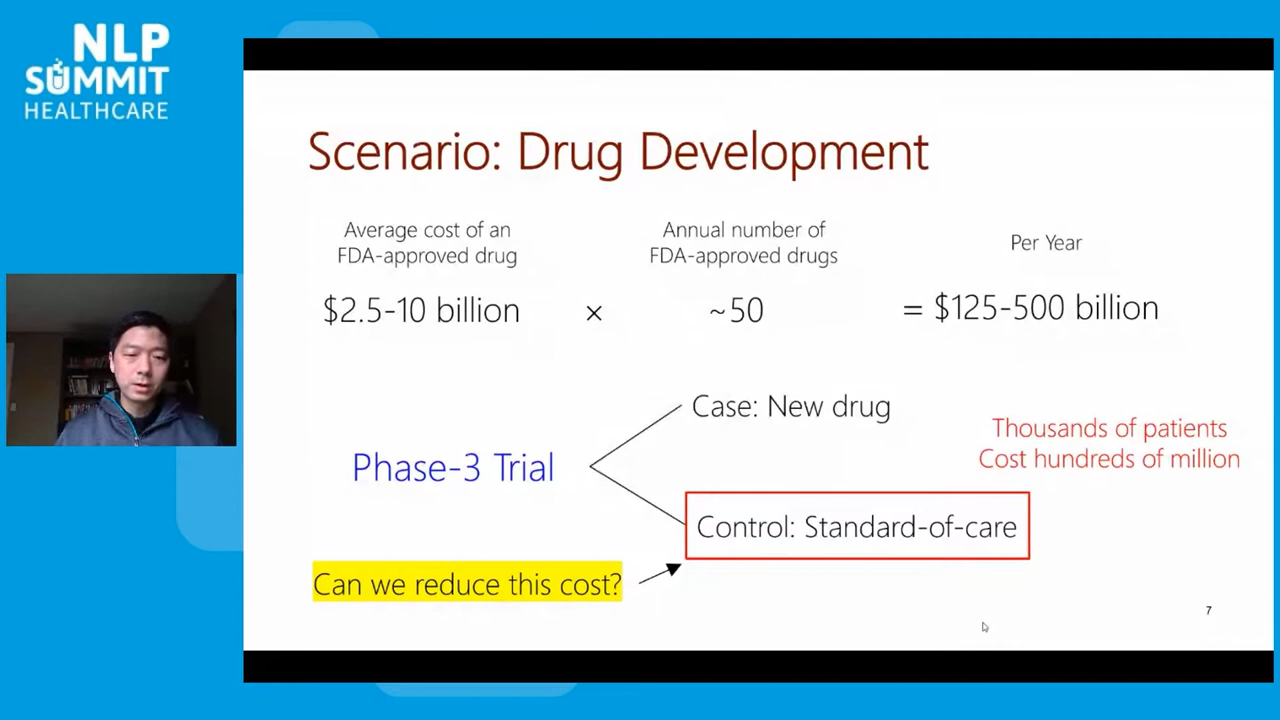 NLP
SUMMIT
HEALTHCARE
Scenario: Drug Development
Average cost of an
FDA-approved drug
Annual number of
FDA-approved drugs
Per Year
$2.5-10 billion × ~50 = $125-500 billion
Case: New drug
Thousands of patients
Cost hundreds of million
Phase-3 Trial
Control: Standard-of-care
Can we reduce this cost?
7